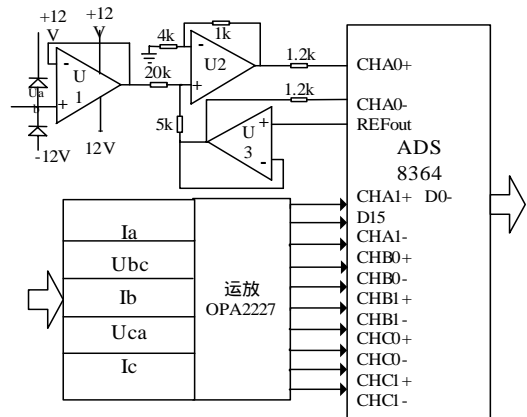 +12
V
+12
V
4k
1k
U
1
Ua
b
20k
U2
1.2k
CHA0+
-
+
-
+
5k
1.2k
CHA0-
REFout
U
3
+
-
-12V
12V
ADS
8364
CHA1+ D0-
D15
CHA1-
CHB0+
CHB0-
CHB1+
CHB1-
CHC0+
CHC0-
CHC1+
CHC1-
Ia
Ubc
Ib
Uca
Ic
运放
OPA2227